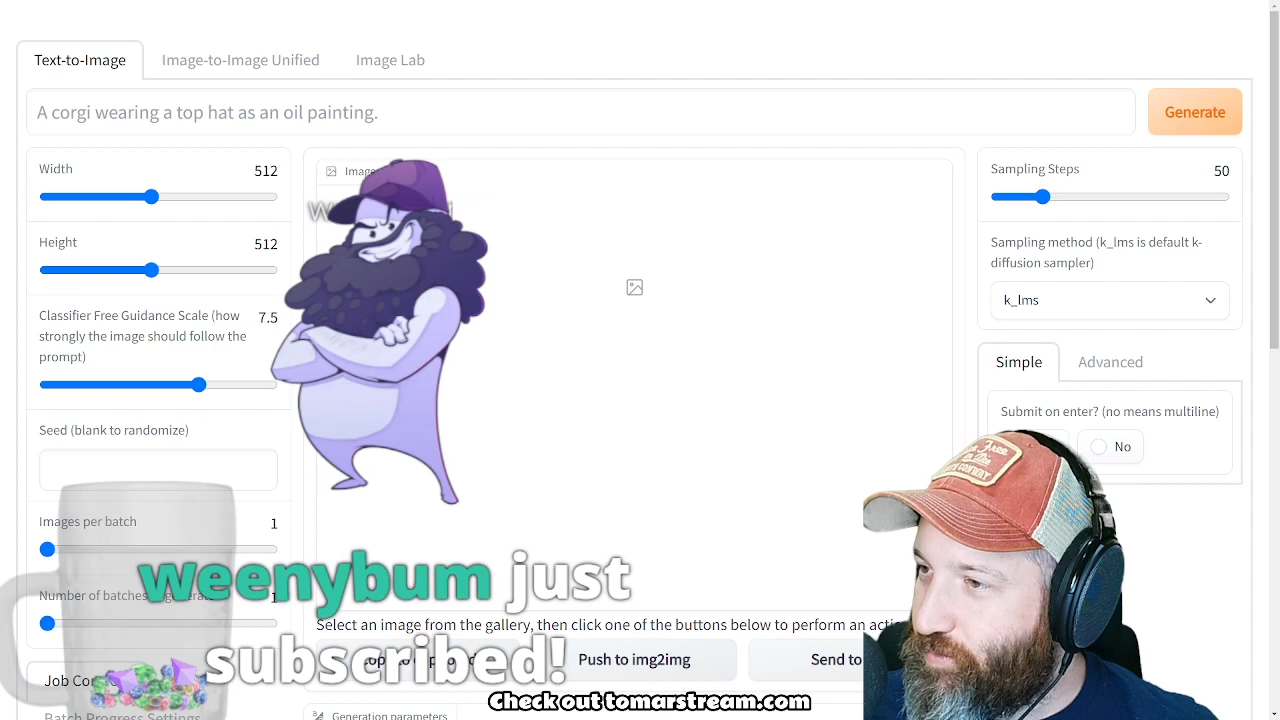 Text-to-Image
Image-to-Image Unified
Image Lab
A corgi wearing a top hat as an oil painting.
Generate
Width
512
Height
512
Classifier Free Guidance Scale (how
strongly the image should follow the
prompt)
7.5
Seed (blank to randomize)
Images per batch
1
Number of batches
1
Job
Batch Progress Settings
Image
Select an image from the gallery, then click one of the buttons below to perform an
Push to img2img
Send to
Generation parameters
Sampling Steps
50
Sampling method (k_lms is default k-
diffusion sampler)
k_lms
Simple
Advanced
Submit on enter? (no means multiline)
No
weenybum just
subscribed!
Check out tomarstream.com